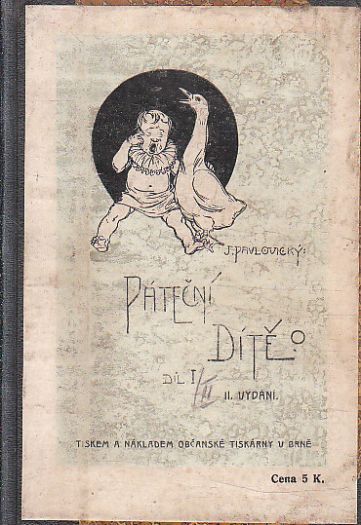 J. PAVLOVICKÝ:
PÁTEČNÍ
DÍTĚ.
DÍL I/II
II. VYDÁNÍ.
TISKEM A NÁKLADEM OBČANSKÉ TISKÁRNY V BRNĚ
Cena 5 K.